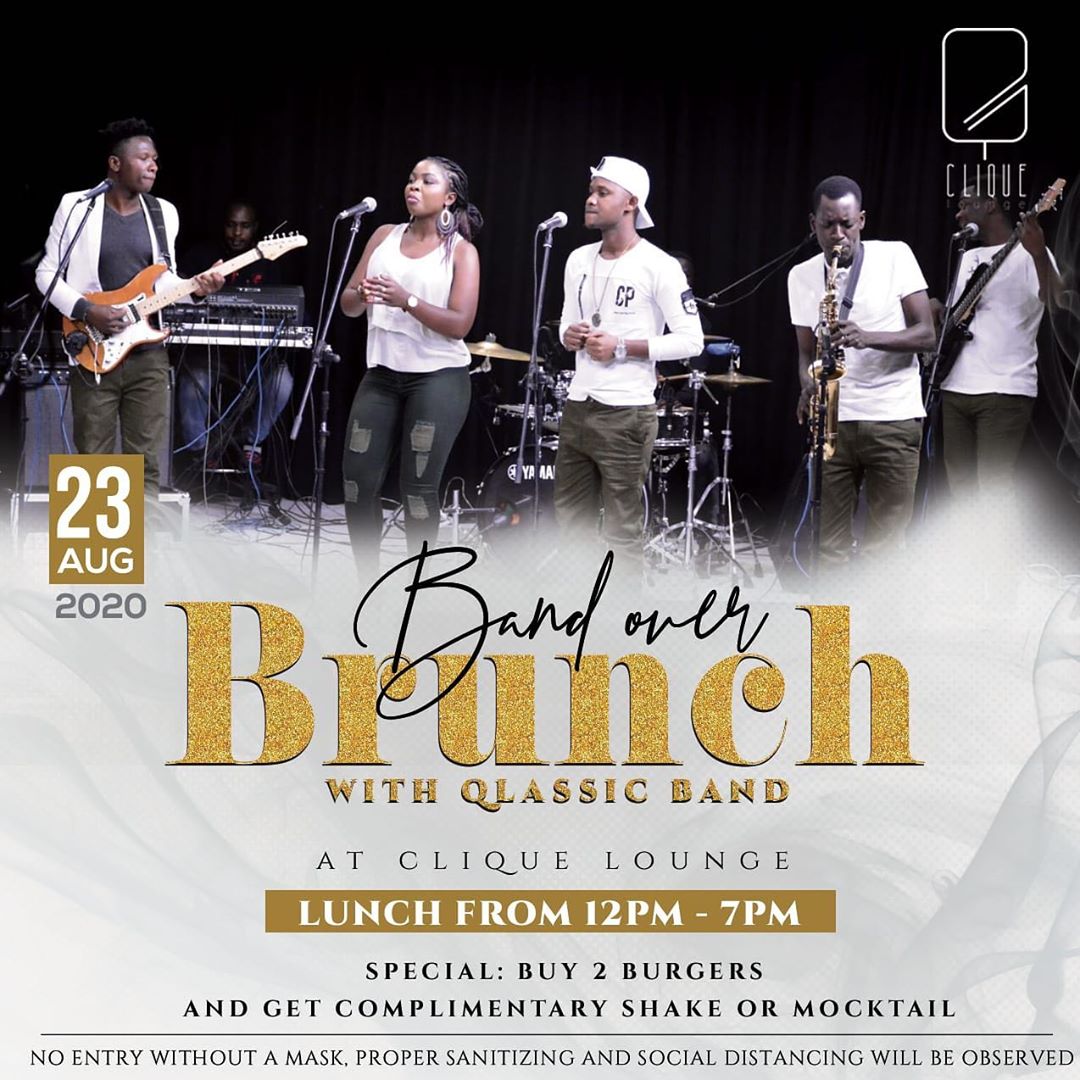 CLIQUE
lounge
CP
YAMA
23
AUG
2020
Band over
Brunch
WITH QLASSIC BAND
AT CLIQUE LOUNGE
LUNCH FROM 12PM - 7PM
SPECIAL: BUY 2 BURGERS
AND GET COMPLIMENTARY SHAKE OR MOCKTAIL
NO ENTRY WITHOUT A MASK, PROPER SANITIZING AND SOCIAL DISTANCING WILL BE OBSERVED